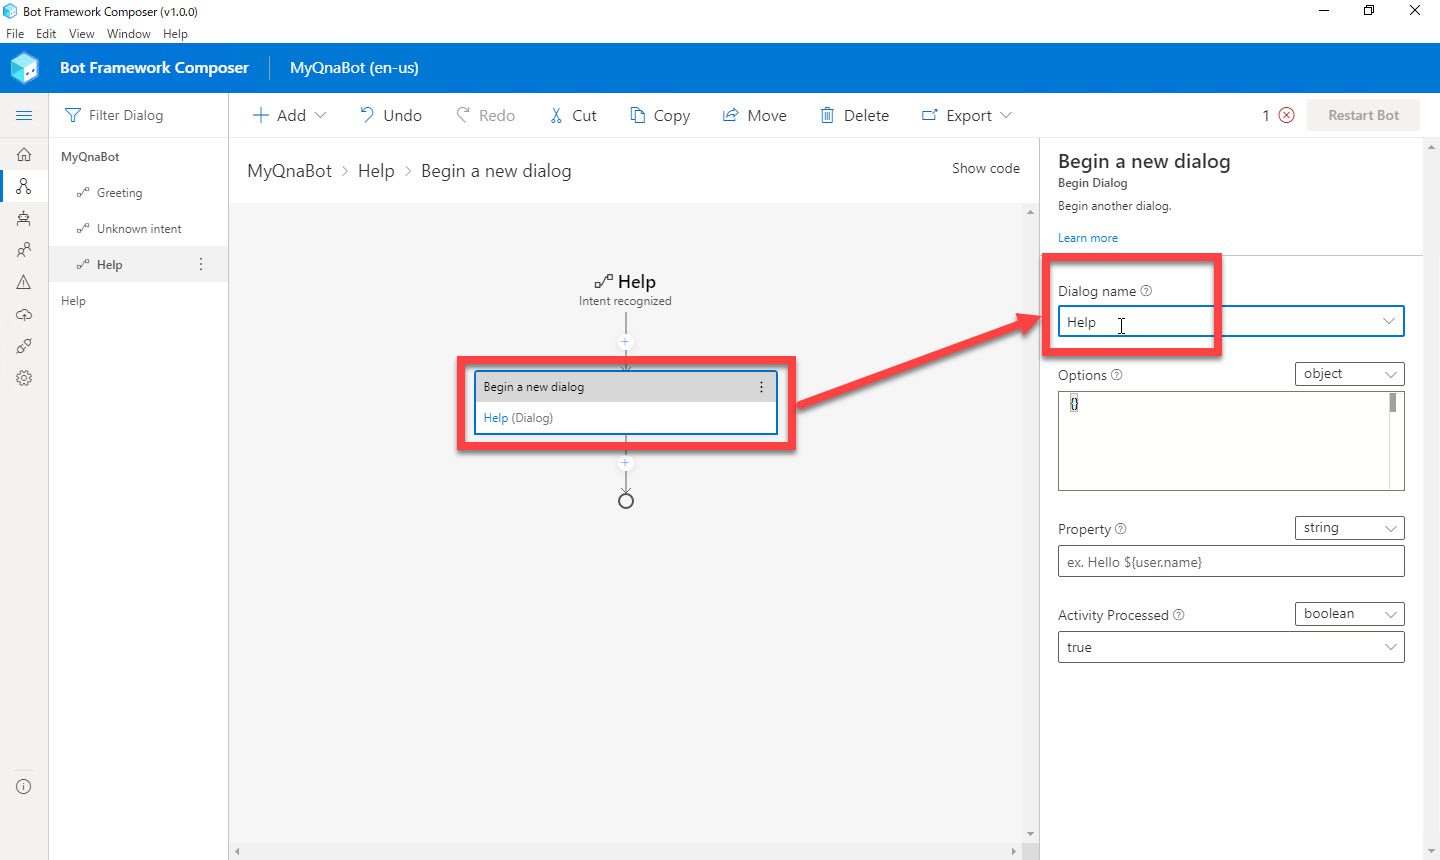 Bot Framework Composer (v1.0.0)
File Edit View Window Help
Bot Framework Composer MyQnaBot (en-us)
Filter Dialog
Add Undo Redo Cut Copy Move Delete Export 1 Restart Bot
MyQnaBot
Greeting
Unknown intent
Help
Help
MyQnaBot > Help > Begin a new dialog
Show code
Help
Intent recognized
Begin a new dialog
Help (Dialog)
Begin a new dialog
Begin Dialog
Begin another dialog.
Learn more
Dialog name
Help
Options object
{}
Property string
ex. Hello ${user.name}
Activity Processed boolean
true